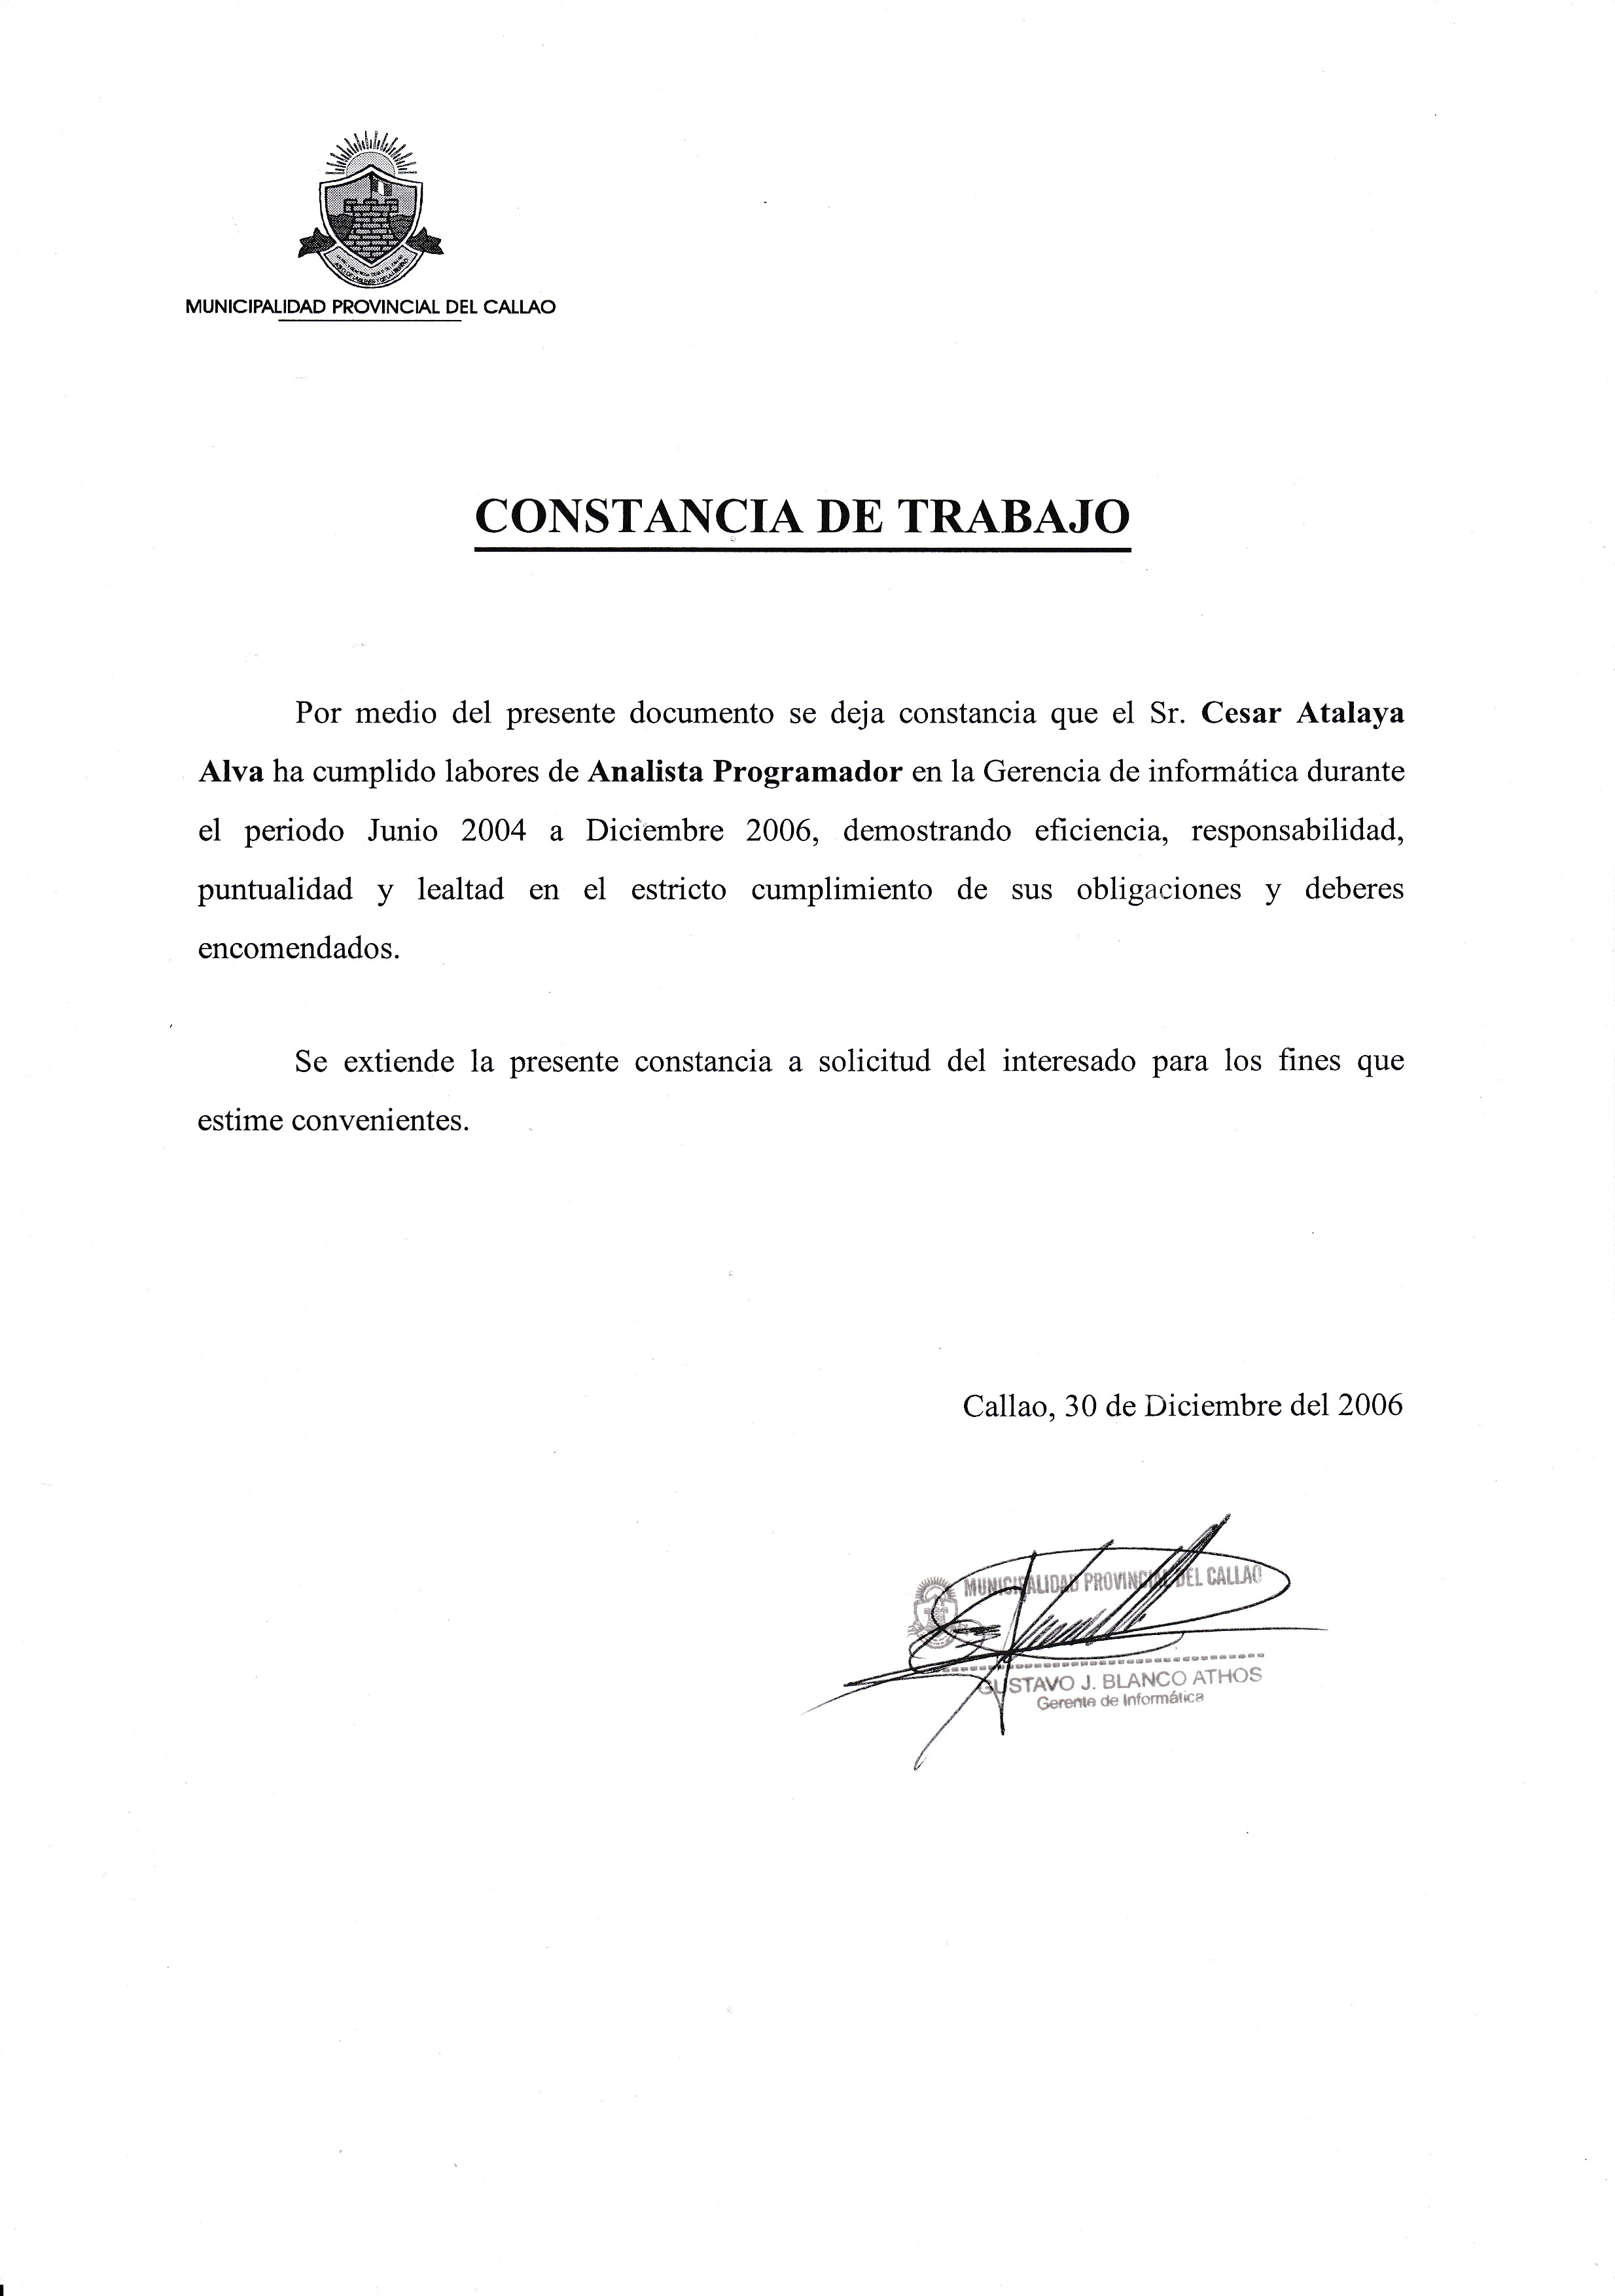 MUNICIPALIDAD PROVINCIAL DEL CALLAO
CONSTANCIA DE TRABAJO
Por medio del presente documento se deja constancia que el Sr. Cesar Atalaya
Alva ha cumplido labores de Analista Programador en la Gerencia de informática durante
el periodo Junio 2004 a Diciembre 2006, demostrando eficiencia, responsabilidad,
puntualidad y lealtad en el estricto cumplimiento de sus obligaciones y deberes
encomendados.
Se extiende la presente constancia a solicitud del interesado para los fines que
estime convenientes.
Callao, 30 de Diciembre del 2006
MUNICIPALIDAD PROVINCIAL DEL CALLAO
GUSTAVO J. BLANCO ATHOS
Gerente de Informática